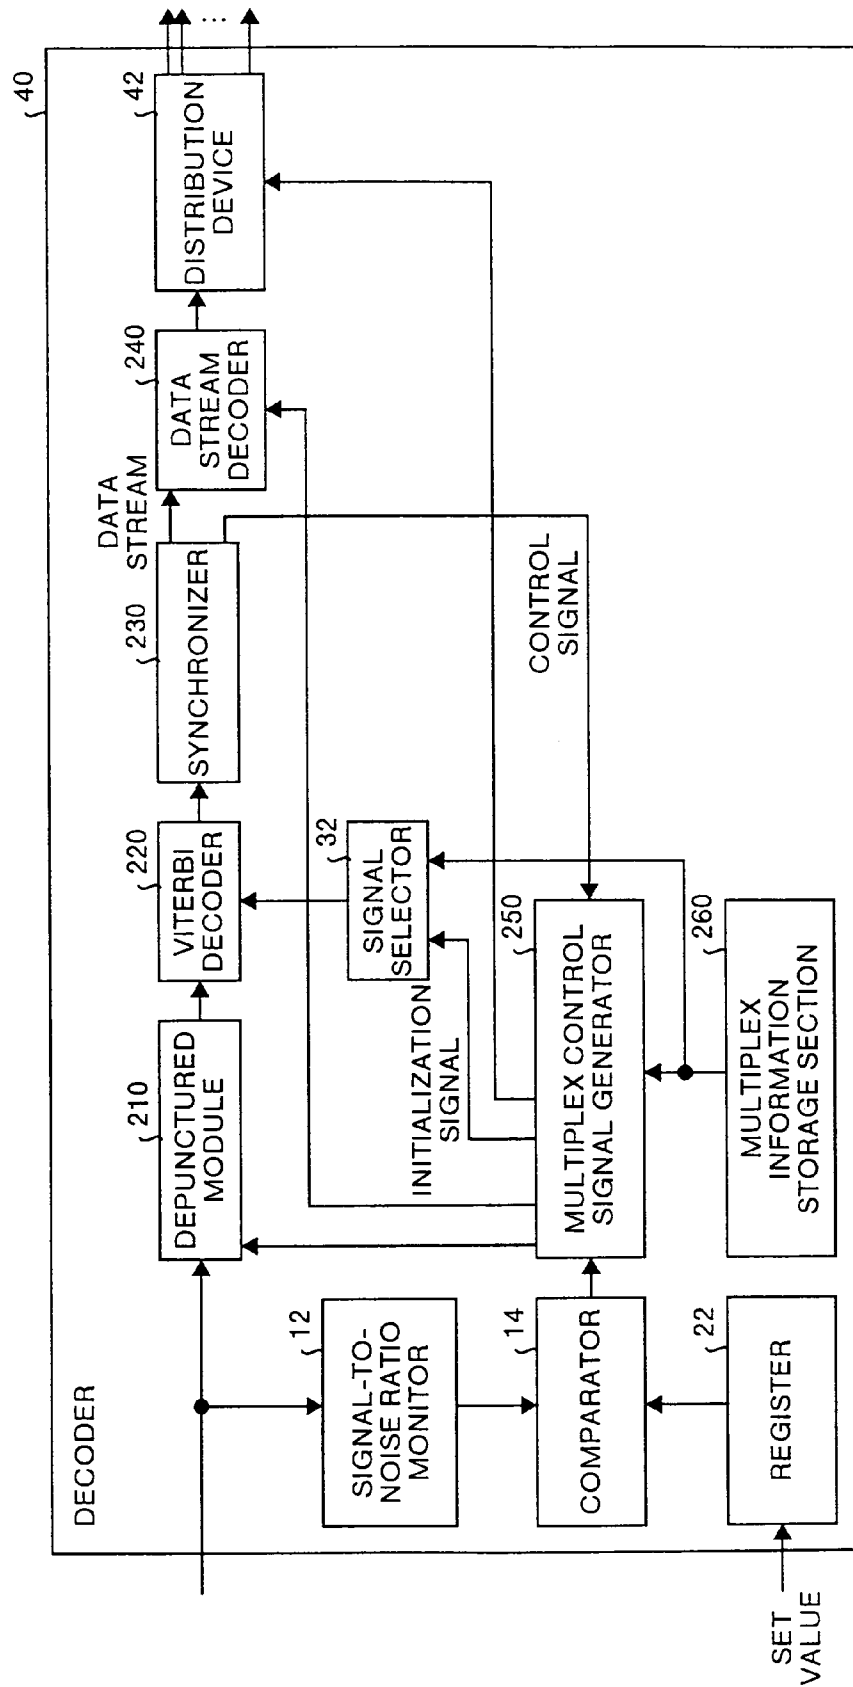 DECODER
40
210
DEPUNCTURED
MODULE
220
VITERBI
DECODER
230
SYNCHRONIZER
DATA
STREAM
240
DATA
STREAM
DECODER
42
DISTRIBUTION
DEVICE
...
12
SIGNAL-TO-
NOISE RATIO
MONITOR
32
SIGNAL
SELECTOR
INITIALIZATION
SIGNAL
CONTROL
SIGNAL
14
COMPARATOR
250
MULTIPLEX CONTROL
SIGNAL GENERATOR
22
REGISTER
260
MULTIPLEX
INFORMATION
STORAGE SECTION
SET
VALUE